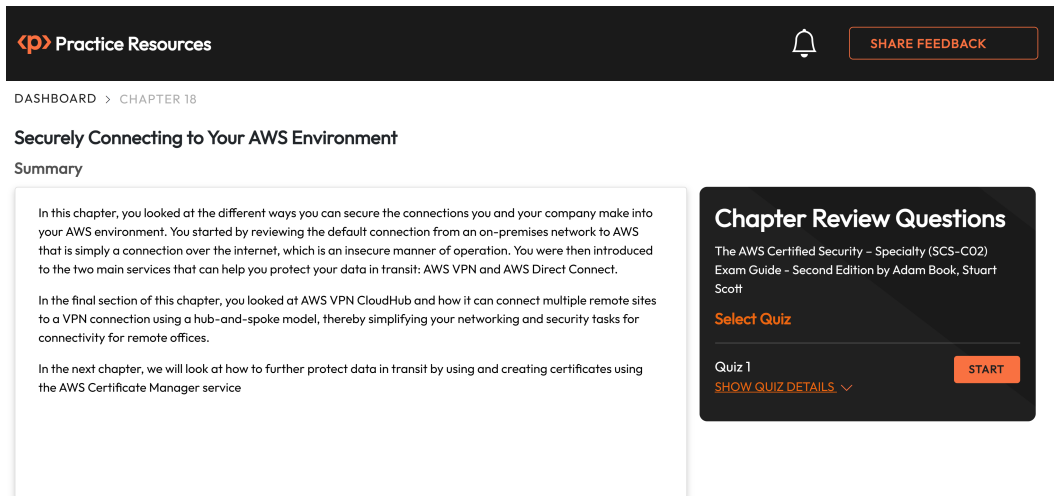 <p> Practice Resources
SHARE FEEDBACK
DASHBOARD > CHAPTER 18
Securely Connecting to Your AWS Environment
Summary
In this chapter, you looked at the different ways you can secure the connections you and your company make into
your AWS environment. You started by reviewing the default connection from an on-premises network to AWS
that is simply a connection over the internet, which is an insecure manner of operation. You were then introduced
to the two main services that can help you protect your data in transit: AWS VPN and AWS Direct Connect.
In the final section of this chapter, you looked at AWS VPN CloudHub and how it can connect multiple remote sites
to a VPN connection using a hub-and-spoke model, thereby simplifying your networking and security tasks for
connectivity for remote offices.
In the next chapter, we will look at how to further protect data in transit by using and creating certificates using
the AWS Certificate Manager service
Chapter Review Questions
The AWS Certified Security – Specialty (SCS-C02)
Exam Guide - Second Edition by Adam Book, Stuart
Scott
Select Quiz
Quiz 1
START
SHOW QUIZ DETAILS